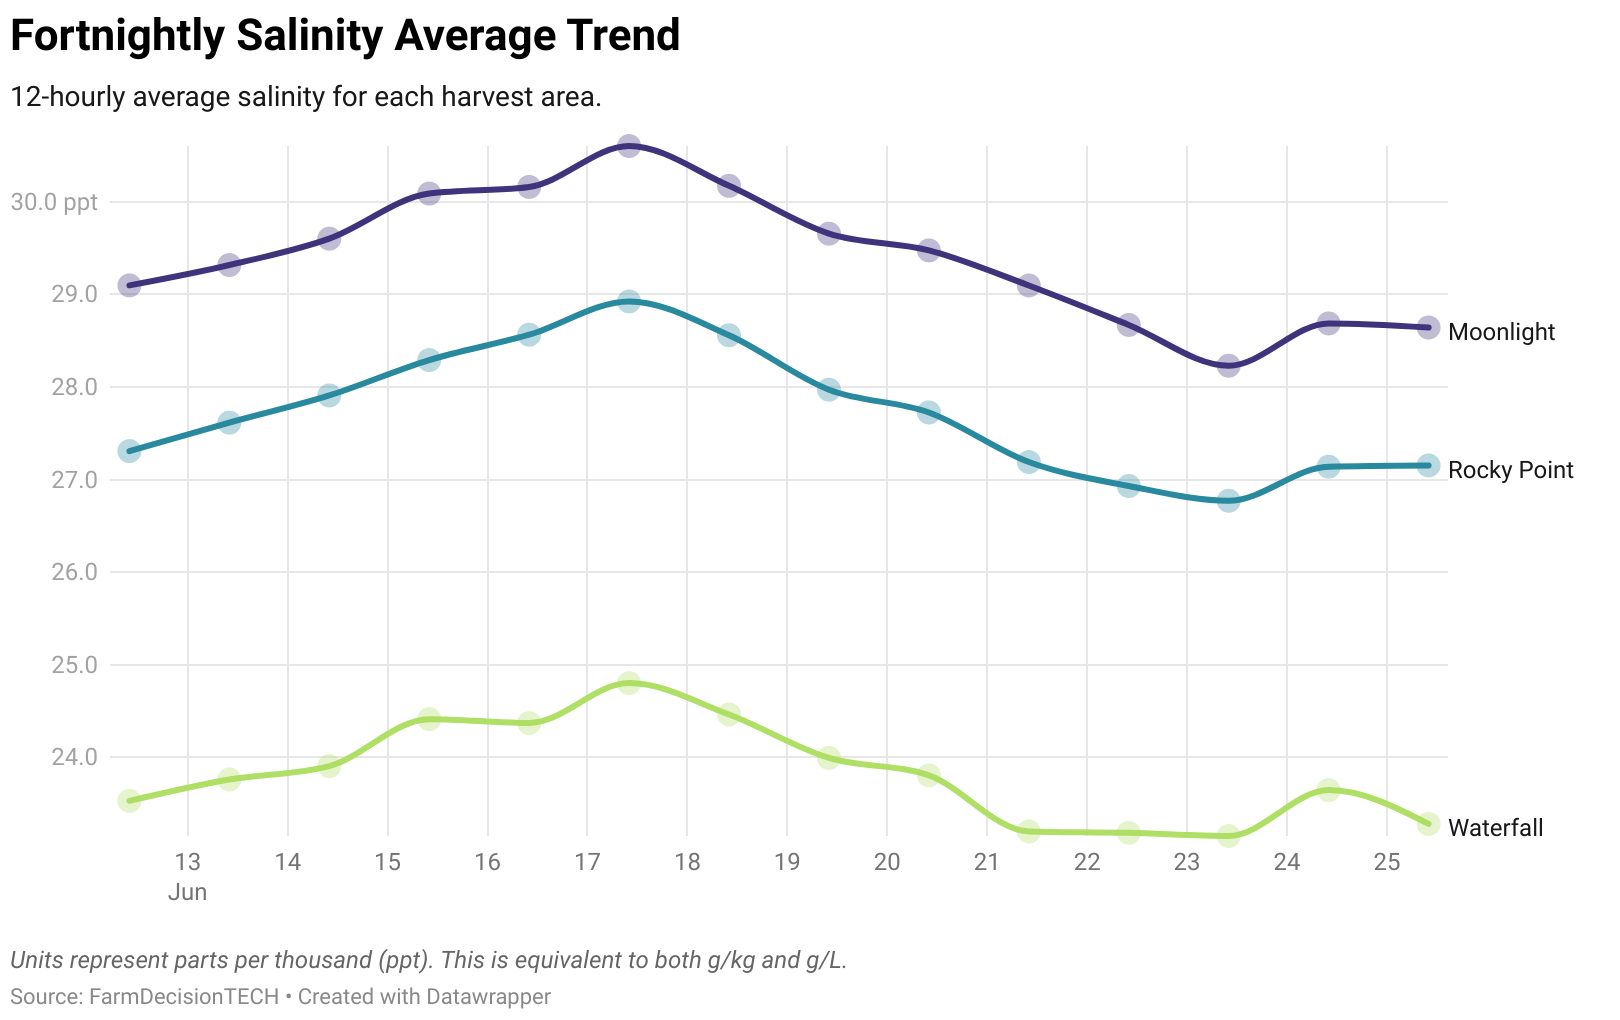 Fortnightly Salinity Average Trend
12-hourly average salinity for each harvest area.
30.0 ppt
29.0
28.0
27.0
26.0
25.0
24.0
Moonlight
Rocky Point
Waterfall
13 14 15 16 17 18 19 20 21 22 23 24 25
Jun
Units represent parts per thousand (ppt). This is equivalent to both g/kg and g/L.
Source: FarmDecisionTECH • Created with Datawrapper